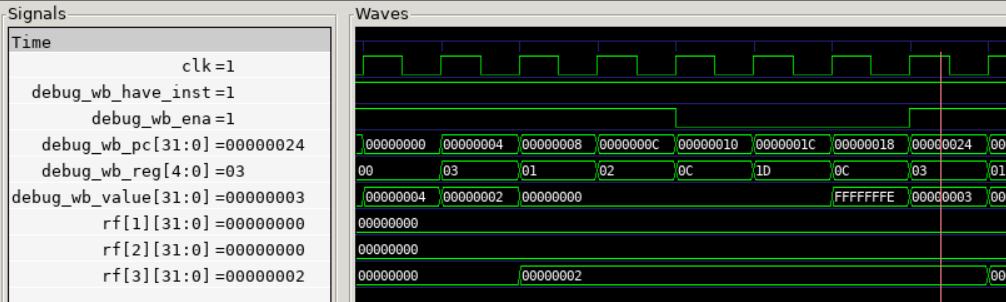 Signals Waves
Time
clk =1
debug_wb_have_inst =1
debug_wb_ena =1
debug_wb_pc[31:0] =00000024 00000000 00000004 00000008 0000000C 00000010 0000001C 00000018 00000024 00
debug_wb_reg[4:0] =03 00 03 01 02 0C 1D 0C 03 01
debug_wb_value[31:0] =00000003 00000004 00000002 00000000 FFFFFFFE 00000003 00
rf[1][31:0] =00000000 00000000
rf[2][31:0] =00000000 00000000
rf[3][31:0] =00000002 00000000 00000002 00